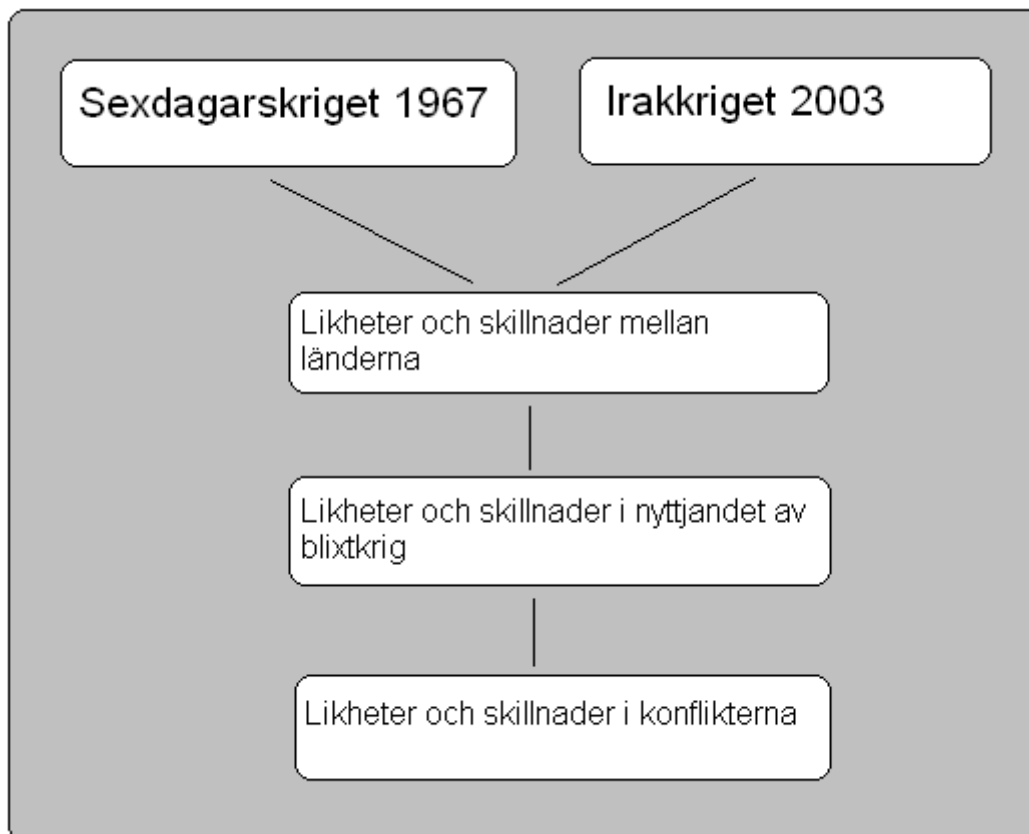 Sexdagarskriget 1967
Irakkriget 2003
Likheter och skillnader mellan
länderna
Likheter och skillnader i nyttjandet av
blixtkrig
Likheter och skillnader i konflikterna